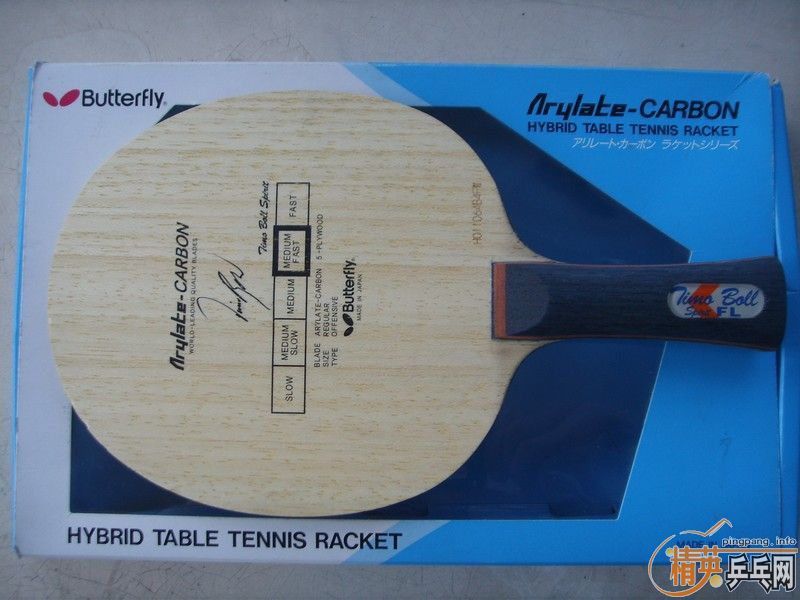 Butterfly®
Arylate-CARBON
HYBRID TABLE TENNIS RACKET
アリレート・カーボン ラケットシリーズ
Arylate-CARBON
WORLD-LEADING QUALITY BLADES
Timo Boll Spirit
SLOW
MEDIUM SLOW
MEDIUM
MEDIUM FAST
FAST
BLADE ARYLATE-CARBON 5-PLYWOOD
SIZE REGULAR
TYPE OFFENSIVE
Butterfly®
MADE IN JAPAN
Timo Boll
Spirit FL
HYBRID TABLE TENNIS RACKET
MADE IN
pingpang.info
精英乒乓网